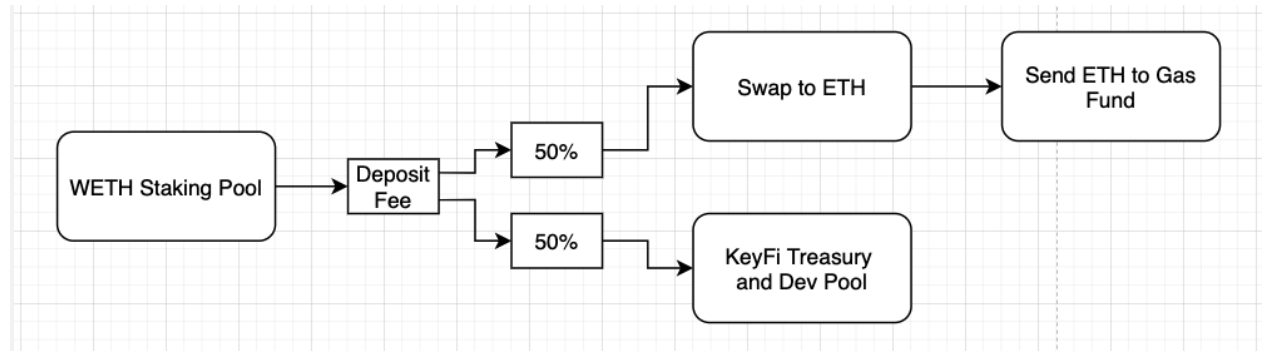 WETH Staking Pool
Deposit
Fee
50%
Swap to ETH
Send ETH to Gas
Fund
50%
KeyFi Treasury
and Dev Pool